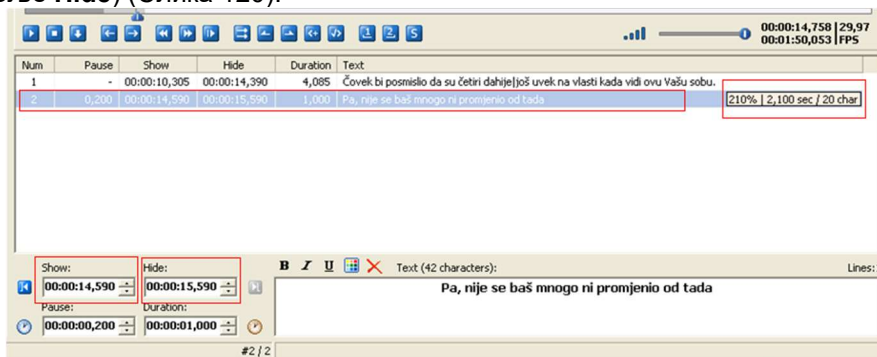 Hide) (Слика 120).
00:00:14,758 29,97
00:01:50,053 FPS
Num Pause Show Hide Duration Text
1 - 00:00:10,305 00:00:14,390 4,085 Čovek bi posmislio da su četiri dahije|još uvek na vlasti kada vidi ovu Vašu sobu.
2 0,200 00:00:14,590 00:00:15,590 1,000 Pa, nije se baš mnogo ni promjenio od tada
210% | 2,100 sec / 20 char
Show: Hide: B I U Text (42 characters): Lines:
00:00:14,590 00:00:15,590 Pa, nije se baš mnogo ni promjenio od tada
Pause: Duration:
00:00:00,200 00:00:01,000
#2 / 2